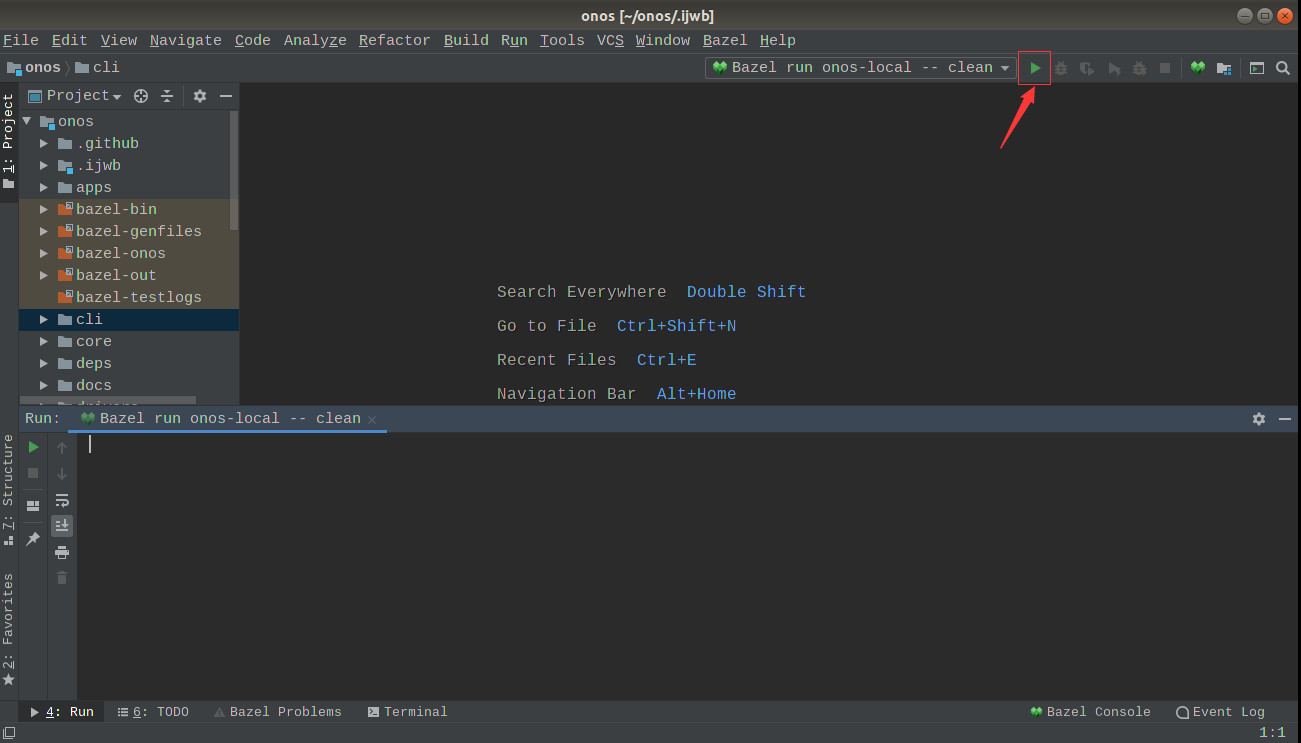 onos [~/onos/.ijwb]
File Edit View Navigate Code Analyze Refactor Build Run Tools VCS Window Bazel Help
onos cli
Bazel run onos-local -- clean
1: Project
Project
onos
.github
.ijwb
apps
bazel-bin
bazel-genfiles
bazel-onos
bazel-out
bazel-testlogs
cli
core
deps
docs
Search Everywhere Double Shift
Go to File Ctrl+Shift+N
Recent Files Ctrl+E
Navigation Bar Alt+Home
Run: Bazel run onos-local -- clean
7: Structure
2: Favorites
4: Run 6: TODO Bazel Problems Terminal Bazel Console Event Log
1:1